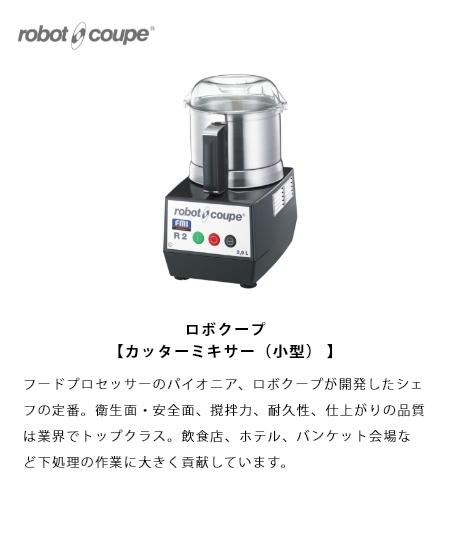 robot coupe®
robot coupe®
FMI
R 2
2,9 L
ロボクープ
【カッターミキサー（小型） 】
フードプロセッサーのパイオニア、ロボクープが開発したシェ
フの定番。衛生面・安全面、撹拌力、耐久性、仕上がりの品質
は業界でトップクラス。飲食店、ホテル、バンケット会場な
ど下処理の作業に大きく貢献しています。